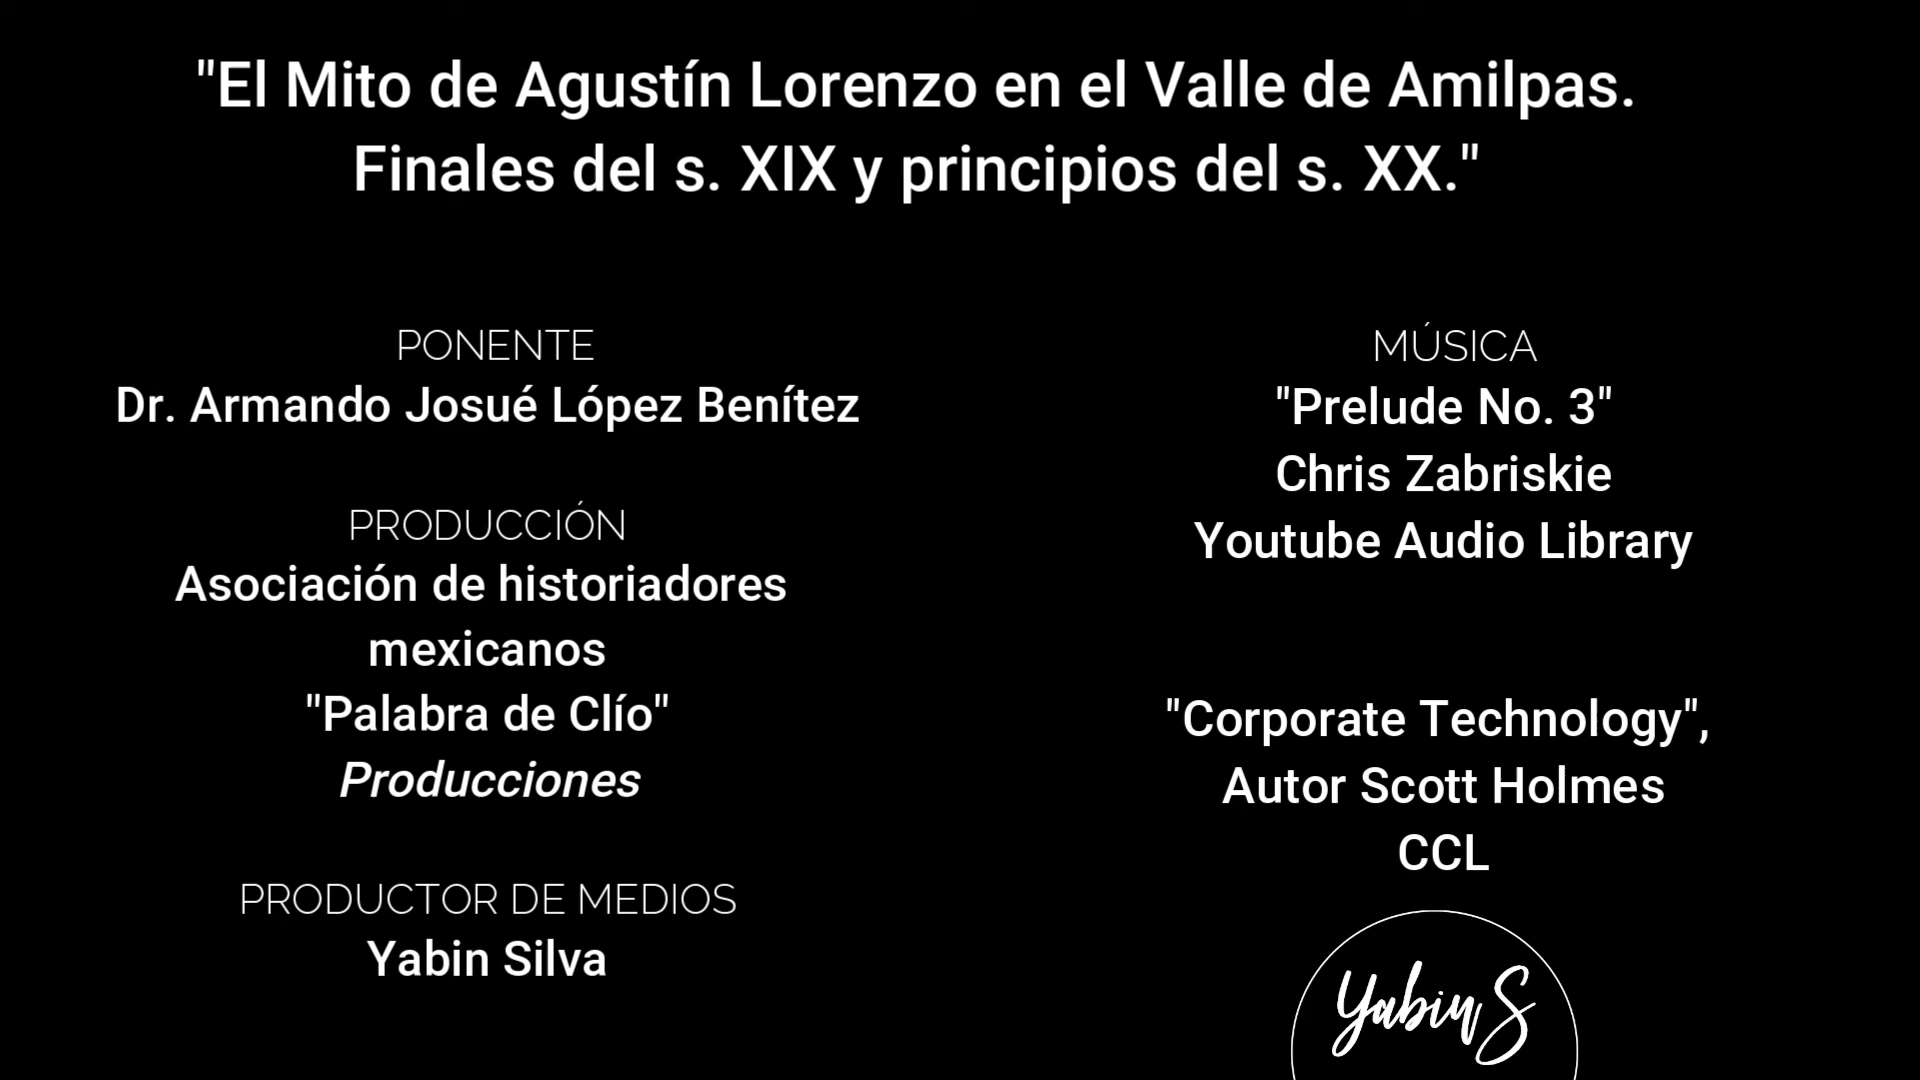 "El Mito de Agustín Lorenzo en el Valle de Amilpas.
Finales del s. XIX y principios del s. XX."
PONENTE
Dr. Armando Josué López Benítez
PRODUCCIÓN
Asociación de historiadores
mexicanos
"Palabra de Clío"
Producciones
PRODUCTOR DE MEDIOS
Yabin Silva
MÚSICA
"Prelude No. 3"
Chris Zabriskie
Youtube Audio Library
"Corporate Technology",
Autor Scott Holmes
CCL
Yabin S